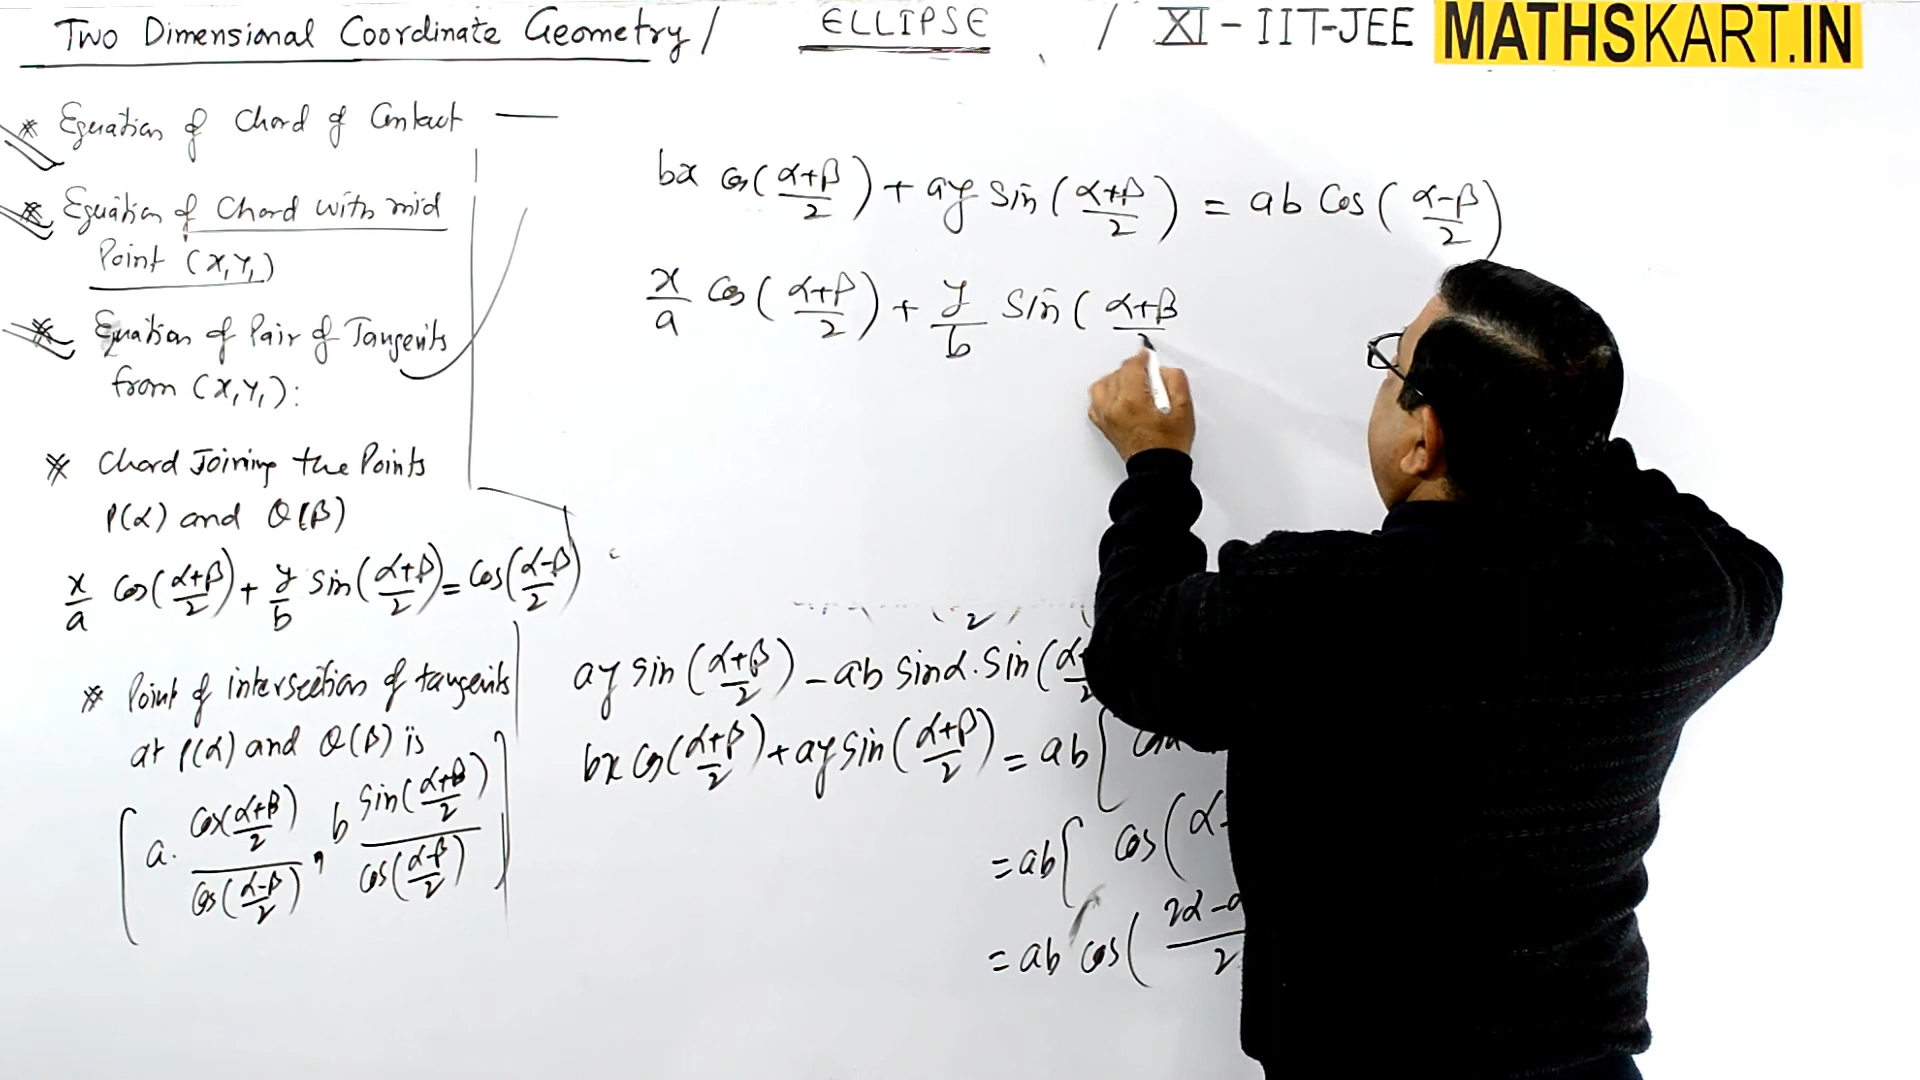 Two Dimensional Coordinate Geometry / ELLIPSE / XI - IIT-JEE MATHSKART.IN
* Equation of Chord of Contact —
* Equation of Chord with mid
Point (x₁y₁)
* Equation of Pair of Tangents
from (x₁y₁):
* Chord Joining the Points
P(α) and Q(β)
x/a cos(α+β/2) + y/b sin(α+β/2) = cos(α-β/2)
* Point of intersection of tangents
at P(α) and Q(β) is
[a. cos(α+β/2)/cos(α-β/2), b sin(α+β/2)/cos(α-β/2)]
bx cos(α+β/2) + ay sin(α+β/2) = ab cos(α-β/2)
x/a cos(α+β/2) + y/b sin(α+β
ay sin(α+β/2) - ab sinα.sin(α
bx cos(α+β/2) + ay sin(α+β/2) = ab[
= ab[ cos(α-
= ab cos(2α-α/2